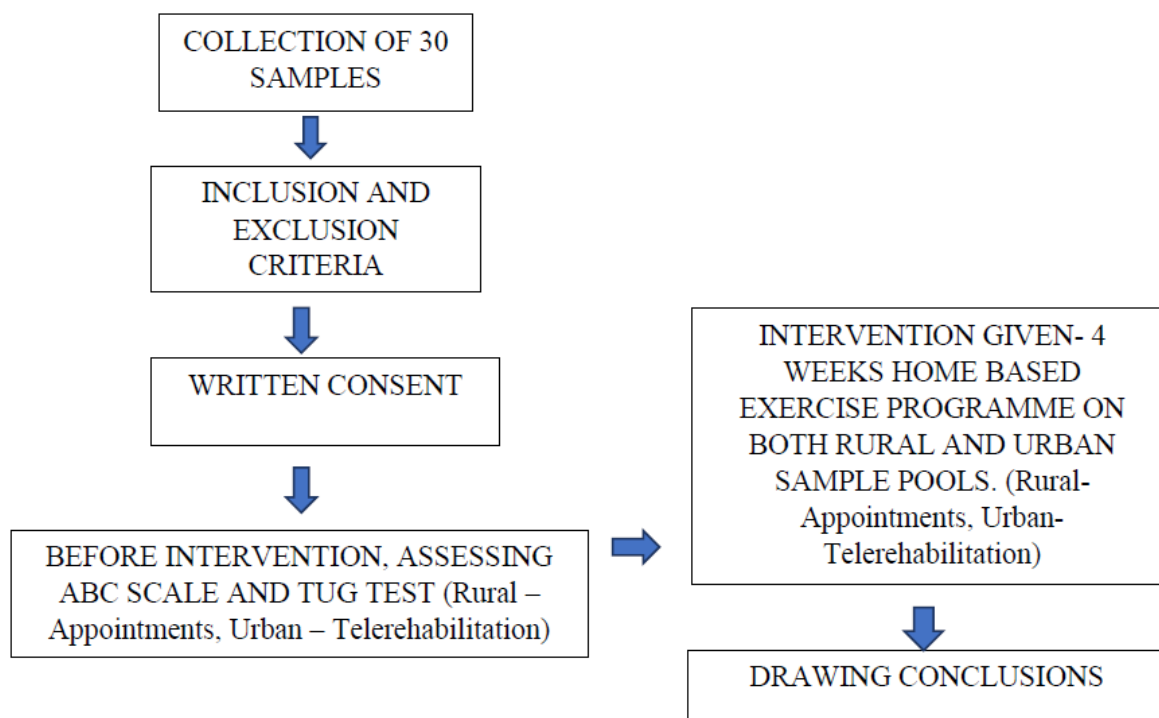 COLLECTION OF 30
SAMPLES
INCLUSION AND
EXCLUSION
CRITERIA
WRITTEN CONSENT
BEFORE INTERVENTION, ASSESSING
ABC SCALE AND TUG TEST (Rural –
Appointments, Urban – Telerehabilitation)
INTERVENTION GIVEN- 4
WEEKS HOME BASED
EXERCISE PROGRAMME ON
BOTH RURAL AND URBAN
SAMPLE POOLS. (Rural-
Appointments, Urban-
Telerehabilitation)
DRAWING CONCLUSIONS